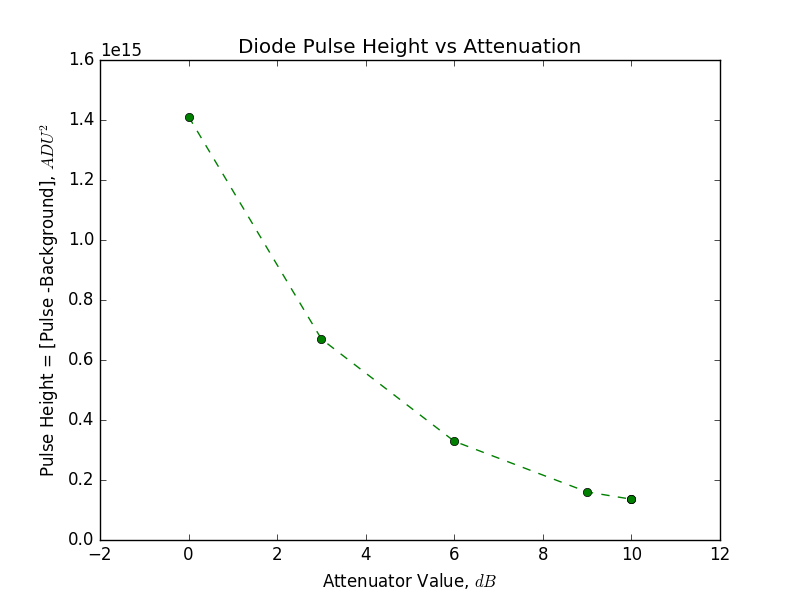 Diode Pulse Height vs Attenuation
1e15
1.6
1.4
1.2
1.0
0.8
0.6
0.4
0.2
0.0
Pulse Height = [Pulse -Background], ADU²
−2 0 2 4 6 8 10 12
Attenuator Value, dB